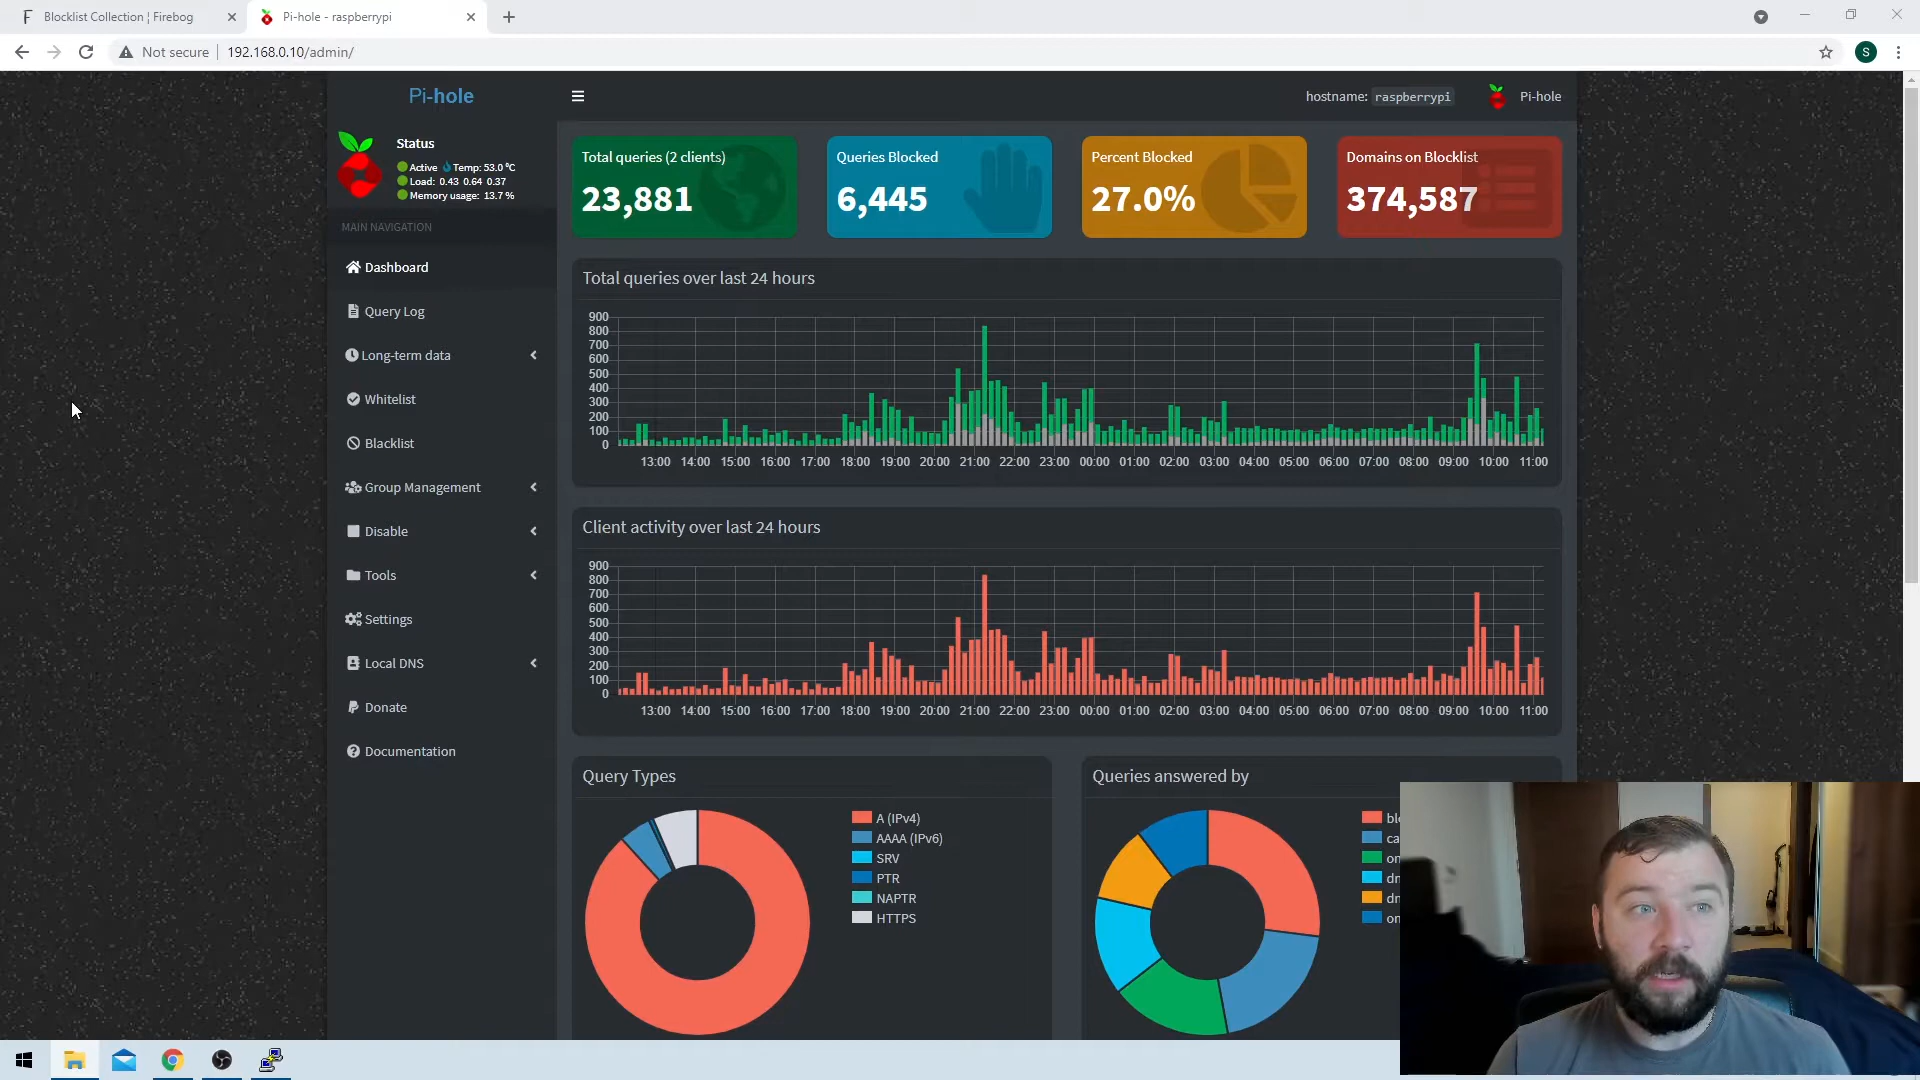 Blocklist Collection | Firebog
Pi-hole - raspberrypi
Not secure
192.168.0.10/admin/
S
Pi-hole
hostname: raspberrypi
Pi-hole
Status
Active Temp: 53.0 °C
Load: 0.43 0.64 0.37
Memory usage: 13.7 %
MAIN NAVIGATION
Dashboard
Query Log
Long-term data
Whitelist
Blacklist
Group Management
Disable
Tools
Settings
Local DNS
Donate
Documentation
Total queries (2 clients)
23,881
Queries Blocked
6,445
Percent Blocked
27.0%
Domains on Blocklist
374,587
Total queries over last 24 hours
900
800
700
600
500
400
300
200
100
0
13:00 14:00 15:00 16:00 17:00 18:00 19:00 20:00 21:00 22:00 23:00 00:00 01:00 02:00 03:00 04:00 05:00 06:00 07:00 08:00 09:00 10:00 11:00
Client activity over last 24 hours
900
800
700
600
500
400
300
200
100
0
13:00 14:00 15:00 16:00 17:00 18:00 19:00 20:00 21:00 22:00 23:00 00:00 01:00 02:00 03:00 04:00 05:00 06:00 07:00 08:00 09:00 10:00 11:00
Query Types
A (IPv4)
AAAA (IPv6)
SRV
PTR
NAPTR
HTTPS
Queries answered by